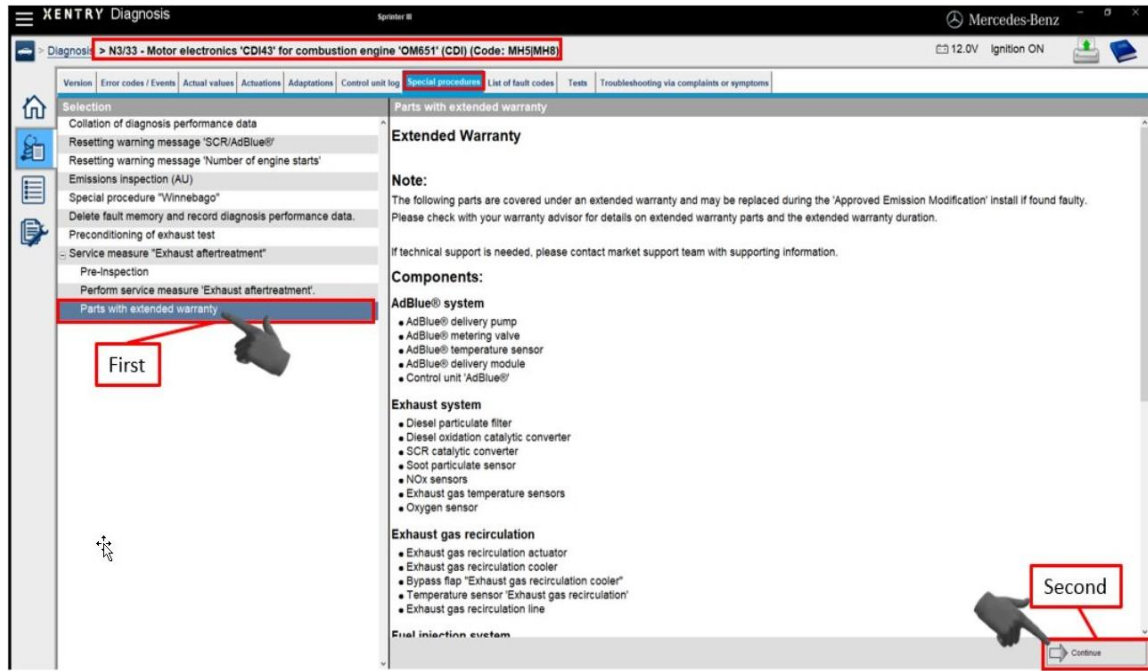 XENTRY Diagnosis
Sprinter III
Mercedes-Benz
Diagnosis > N3/33 - Motor electronics 'CDI43' for combustion engine 'OM651' (CDI) (Code: MH5|MH8)
12.0V Ignition ON
Version Error codes / Events Actual values Actuations Adaptations Control unit log Special procedures List of fault codes Tests Troubleshooting via complaints or symptoms
Selection
Collation of diagnosis performance data
Resetting warning message 'SCR/AdBlue®'
Resetting warning message 'Number of engine starts'
Emissions inspection (AU)
Special procedure "Winnebago"
Delete fault memory and record diagnosis performance data.
Preconditioning of exhaust test
Service measure "Exhaust aftertreatment"
Pre-Inspection
Perform service measure 'Exhaust aftertreatment'.
Parts with extended warranty
First
Parts with extended warranty
Extended Warranty
Note:
The following parts are covered under an extended warranty and may be replaced during the 'Approved Emission Modification' install if found faulty.
Please check with your warranty advisor for details on extended warranty parts and the extended warranty duration.
If technical support is needed, please contact market support team with supporting information.
Components:
AdBlue® system
• AdBlue® delivery pump
• AdBlue® metering valve
• AdBlue® temperature sensor
• AdBlue® delivery module
• Control unit 'AdBlue®'
Exhaust system
• Diesel particulate filter
• Diesel oxidation catalytic converter
• SCR catalytic converter
• Soot particulate sensor
• NOx sensors
• Exhaust gas temperature sensors
• Oxygen sensor
Exhaust gas recirculation
• Exhaust gas recirculation actuator
• Exhaust gas recirculation cooler
• Bypass flap "Exhaust gas recirculation cooler"
• Temperature sensor 'Exhaust gas recirculation'
• Exhaust gas recirculation line
Fuel injection system
Second
Continue